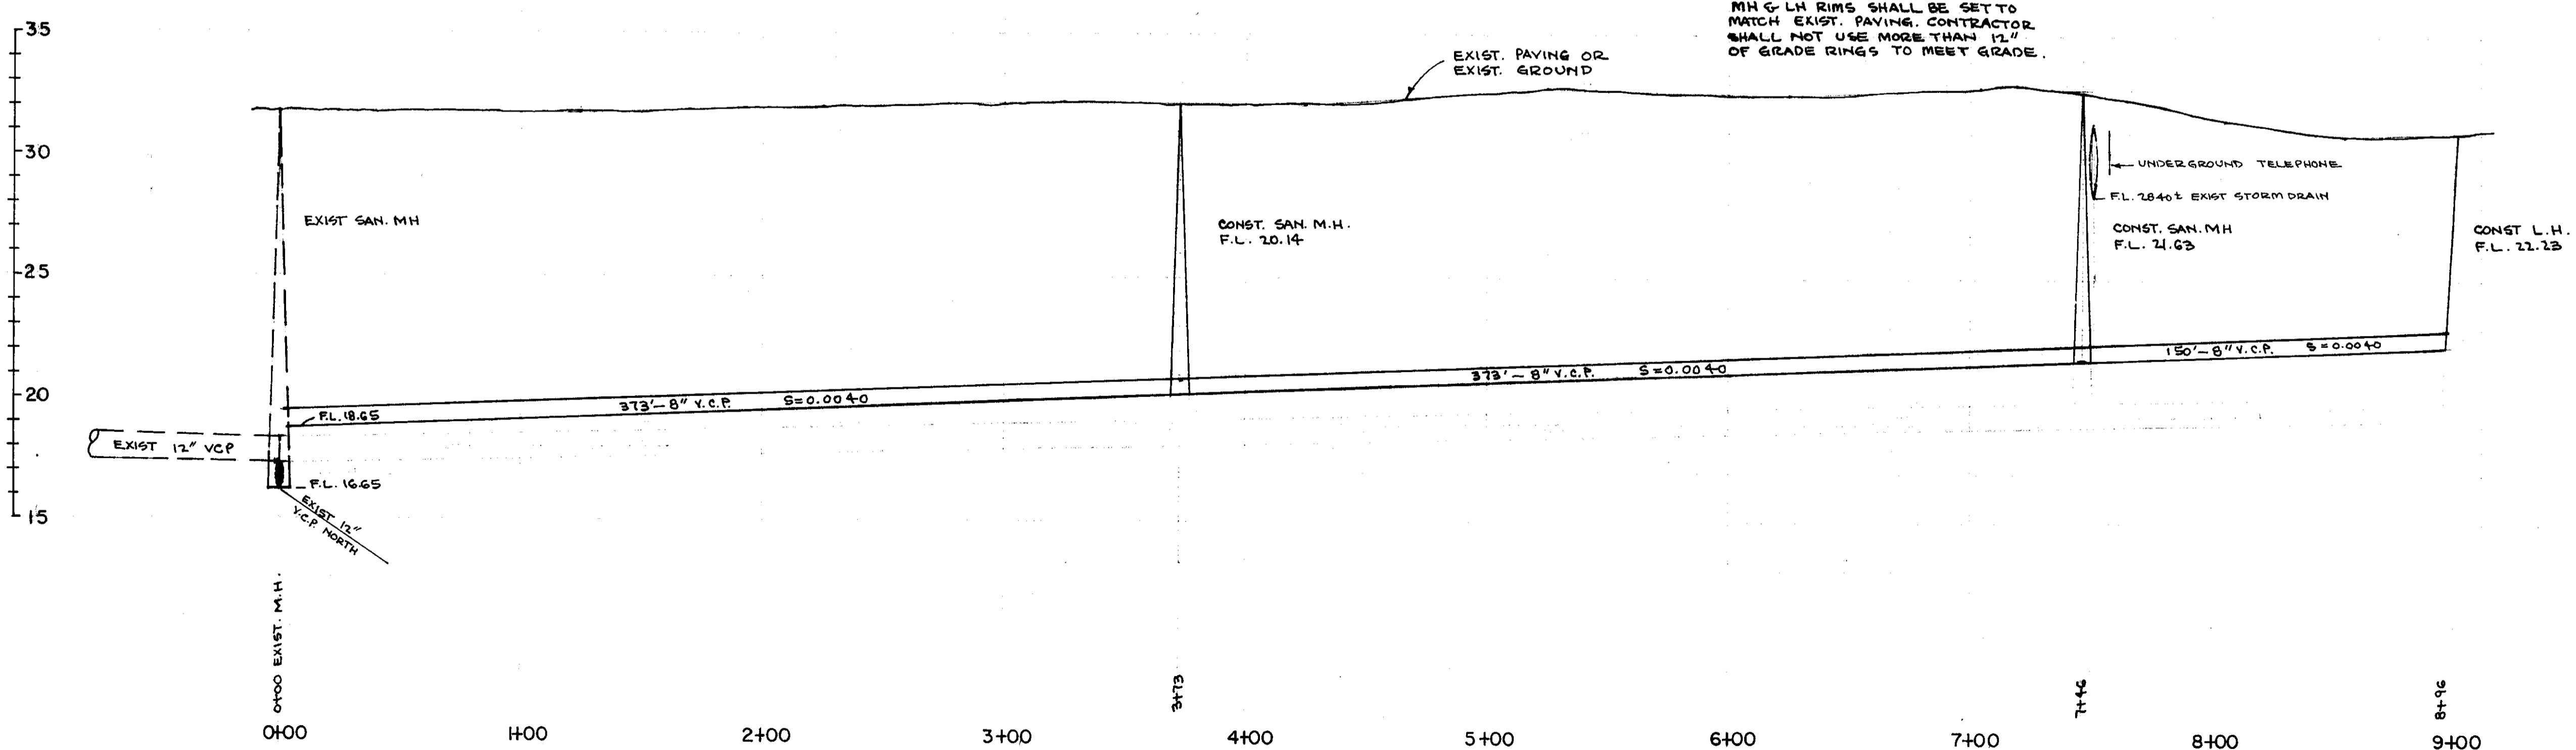 MH & LH RIMS SHALL BE SET TO
MATCH EXIST. PAVING. CONTRACTOR
SHALL NOT USE MORE THAN 12"
OF GRADE RINGS TO MEET GRADE.
35
EXIST. PAVING OR
EXIST. GROUND
30
UNDERGROUND TELEPHONE
F.L. 28.40± EXIST STORM DRAIN
EXIST SAN. MH
CONST. SAN. M.H.
F.L. 20.14
CONST. SAN. MH
F.L. 21.63
CONST L.H.
F.L. 22.23
25
150'-8" V.C.P. S=0.0040
373'-8" V.C.P. S=0.0040
373'-8" V.C.P. S=0.0040
20
F.L. 18.65
EXIST 12" VCP
F.L. 16.65
EXIST 12"
V.C.P. NORTH
15
0+00 EXIST. M.H.
3+73
7+46
8+96
0+00 1+00 2+00 3+00 4+00 5+00 6+00 7+00 8+00 9+00